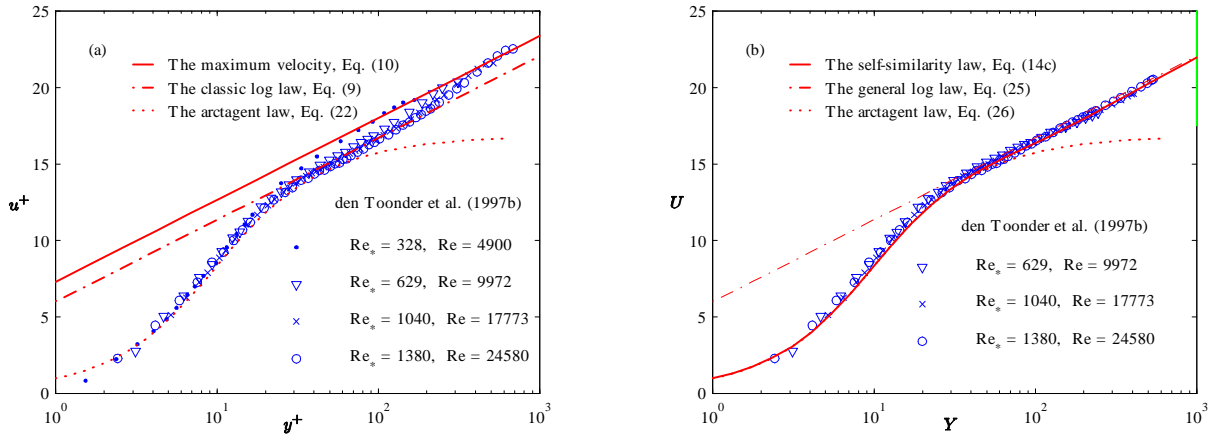 25
20
15
10
5
0
u+
(a)
The maximum velocity, Eq. (10)
The classic log law, Eq. (9)
The arctagent law, Eq. (22)
den Toonder et al. (1997b)
Re* = 328, Re = 4900
Re* = 629, Re = 9972
Re* = 1040, Re = 17773
Re* = 1380, Re = 24580
10^0 10^1 10^2 10^3
y+
25
20
15
10
5
0
U
(b)
The self-similarity law, Eq. (14c)
The general log law, Eq. (25)
The arctagent law, Eq. (26)
den Toonder et al. (1997b)
Re* = 629, Re = 9972
Re* = 1040, Re = 17773
Re* = 1380, Re = 24580
10^0 10^1 10^2 10^3
Y